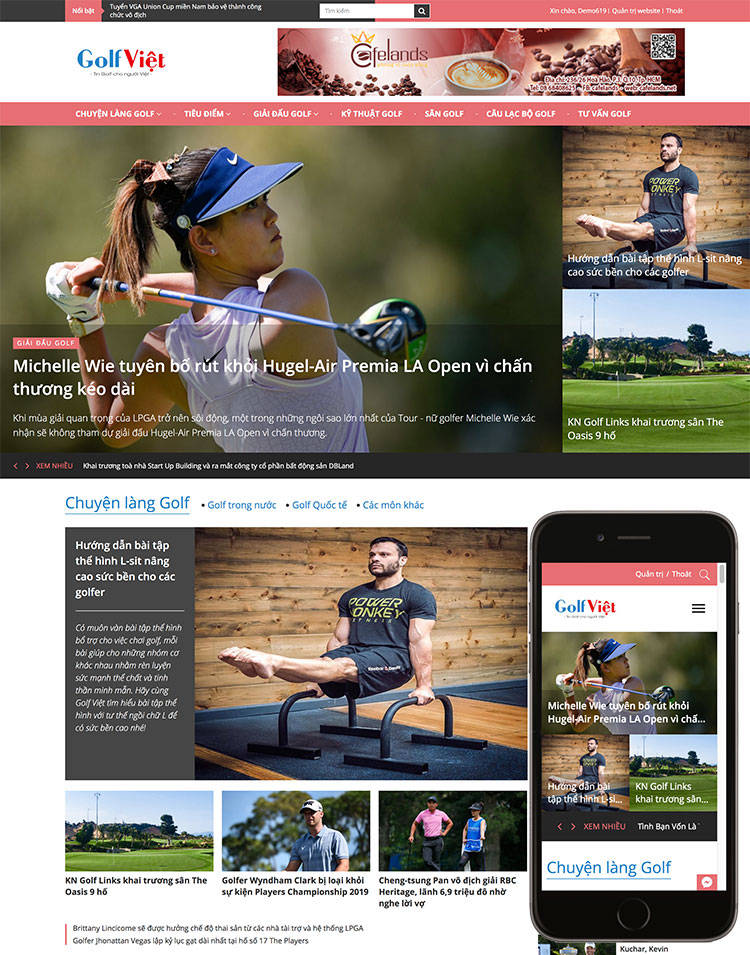 Nổi bật
Tuyển VGA Union Cup miền Nam bảo vệ thành công
chức vô địch
Tìm kiếm
Xin chào, Demo619 | Quản trị website | Thoát
Golf Việt
- Tin Golf cho người Việt -
Cafelands
Địa chỉ: 256/76 Hoà Hảo, P.1, Q.10, Tp. HCM
Tel: 08 68408625 - FB: cafelands - web: cafelands.net
CHUYỆN LÀNG GOLF
TIÊU ĐIỂM
GIẢI ĐẤU GOLF
KỸ THUẬT GOLF
SÂN GOLF
CÂU LẠC BỘ GOLF
TƯ VẤN GOLF
POWER
MONKEY
FITNESS
Hướng dẫn bài tập thể hình L-sit nâng
cao sức bền cho các golfer
GIẢI ĐẤU GOLF
Michelle Wie tuyên bố rút khỏi Hugel-Air Premia LA Open vì chấn
thương kéo dài
Khi mùa giải quan trọng của LPGA trở nên sôi động, một trong những ngôi sao lớn nhất của Tour - nữ golfer Michelle Wie xác
nhận sẽ không tham dự giải đấu Hugel-Air Premia LA Open vì chấn thương.
KN Golf Links khai trương sân The
Oasis 9 hố
XEM NHIỀU
Khai trương toà nhà Start Up Building và ra mắt công ty cổ phần bất động sản DBLand
Chuyện làng Golf
• Golf trong nước
• Golf Quốc tế
• Các môn khác
Hướng dẫn bài tập
thể hình L-sit nâng
cao sức bền cho các
golfer
Có muôn vàn bài tập thể hình
bổ trợ cho việc chơi golf, mỗi
bài giúp cho những nhóm cơ
khác nhau nhằm rèn luyện
sức mạnh thể chất và tinh
thần minh mẫn. Hãy cùng
Golf Việt tìm hiểu bài tập thể
hình với tư thế ngồi chữ L để
có sức bền cao nhé!
POWER
MONKEY
FITNESS
KN Golf Links khai trương sân The
Oasis 9 hố
Golfer Wyndham Clark bị loại khỏi
sự kiện Players Championship 2019
Cheng-tsung Pan vô địch giải RBC
Heritage, lãnh 6,9 triệu đô nhờ
nghe lời vợ
Brittany Lincicome sẽ được hưởng chế độ thai sản từ các nhà tài trợ và hệ thống LPGA
Golfer Jhonattan Vegas lập kỷ lục gạt dài nhất tại hố số 17 The Players
Quản trị / Thoát
Golf Việt
- Tin Golf cho người Việt -
Michelle Wie tuyên bố rút khỏi
Hugel-Air Premia LA Open vì chấ...
Hướng dẫn bài
tập thể hình L-si...
KN Golf Links
khai trương sân...
XEM NHIỀU
Tình Bạn Vốn Là
Chuyện làng Golf
Kuchar, Kevin